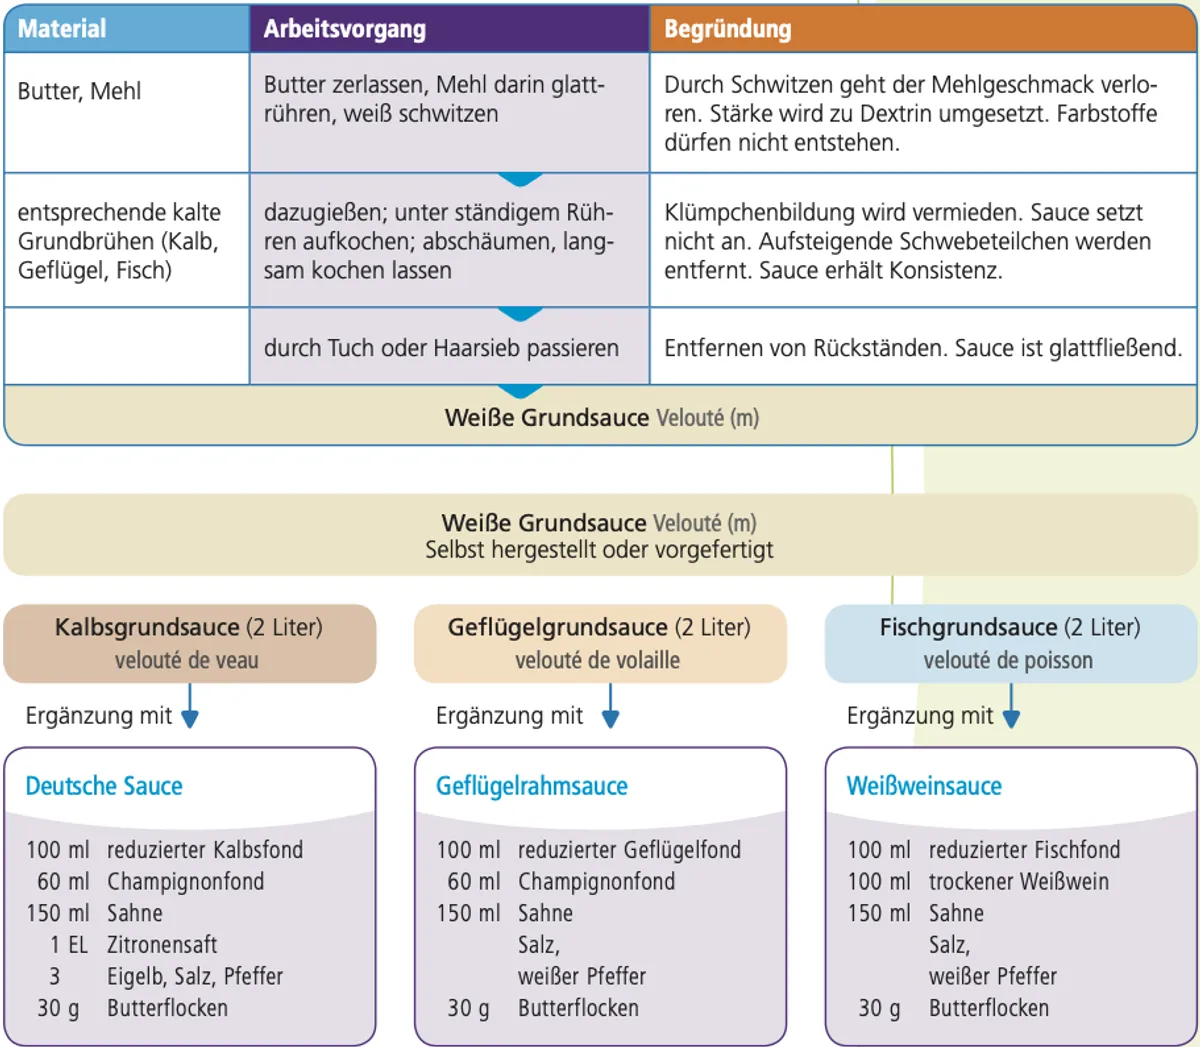 Material
Arbeitsvorgang
Begründung
Butter, Mehl
Butter zerlassen, Mehl darin glatt-
rühren, weiß schwitzen
Durch Schwitzen geht der Mehlgeschmack verlo-
ren. Stärke wird zu Dextrin umgesetzt. Farbstoffe
dürfen nicht entstehen.
entsprechende kalte
Grundbrühen (Kalb,
Geflügel, Fisch)
dazugießen; unter ständigem Rüh-
ren aufkochen; abschäumen, lang-
sam kochen lassen
Klümpchenbildung wird vermieden. Sauce setzt
nicht an. Aufsteigende Schwebeteilchen werden
entfernt. Sauce erhält Konsistenz.
durch Tuch oder Haarsieb passieren
Entfernen von Rückständen. Sauce ist glattfließend.
Weiße Grundsauce Velouté (m)
Weiße Grundsauce Velouté (m)
Selbst hergestellt oder vorgefertigt
Kalbsgrundsauce (2 Liter)
velouté de veau
Ergänzung mit
Deutsche Sauce
100 ml reduzierter Kalbsfond
60 ml Champignonfond
150 ml Sahne
1 EL Zitronensaft
3 Eigelb, Salz, Pfeffer
30 g Butterflocken
Geflügelgrundsauce (2 Liter)
velouté de volaille
Ergänzung mit
Geflügelrahmsauce
100 ml reduzierter Geflügelfond
60 ml Champignonfond
150 ml Sahne
Salz,
weißer Pfeffer
30 g Butterflocken
Fischgrundsauce (2 Liter)
velouté de poisson
Ergänzung mit
Weißweinsauce
100 ml reduzierter Fischfond
100 ml trockener Weißwein
150 ml Sahne
Salz,
weißer Pfeffer
30 g Butterflocken